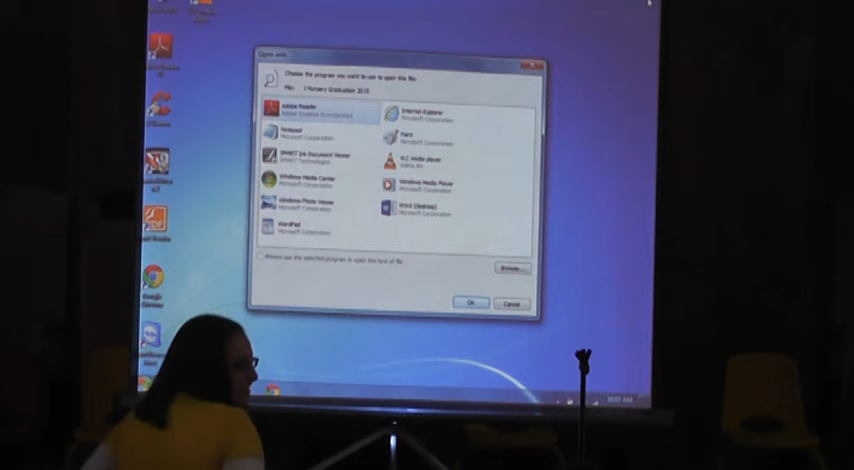 Open with
Choose the program you want to use to open this file:
File: 1 Nursery Graduation 2015
Adobe Reader
Adobe Systems Incorporated
Internet Explorer
Microsoft Corporation
Notepad
Microsoft Corporation
Paint
Microsoft Corporation
SMART Ink Document Viewer
SMART Technologies
VLC media player
VideoLAN
Windows Media Center
Microsoft Corporation
Windows Media Player
Microsoft Corporation
Windows Photo Viewer
Microsoft Corporation
Word (desktop)
Microsoft Corporation
WordPad
Microsoft Corporation
Always use the selected program to open this kind of file
Browse...
OK
Cancel
Google
Chrome
10:57 AM